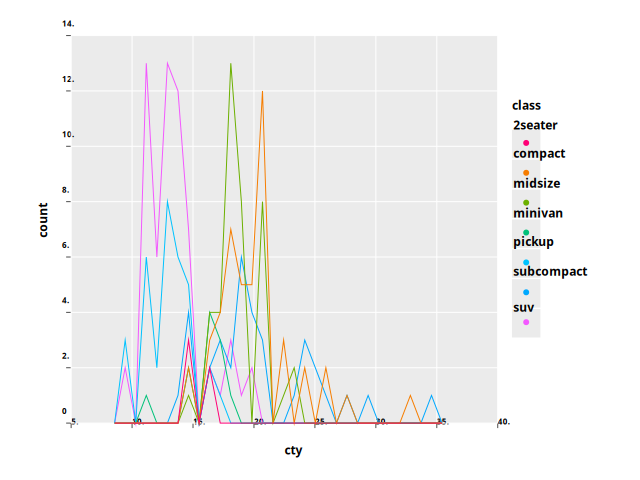 14.
12.
10.
8.
6.
4.
2.
0
5.
10.
15.
20.
25.
30.
35.
40.
cty
count
class
2seater
compact
midsize
minivan
pickup
subcompact
suv